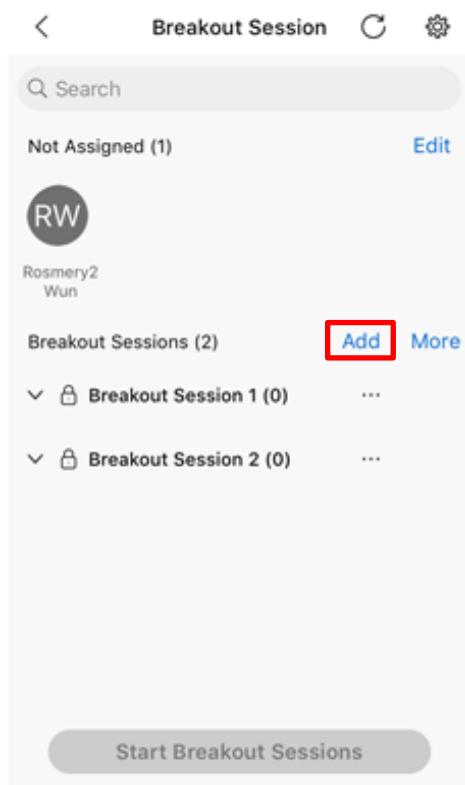 Breakout Session
Search
Not Assigned (1) Edit
RW
Rosmery2
Wun
Breakout Sessions (2) Add More
Breakout Session 1 (0) ...
Breakout Session 2 (0) ...
Start Breakout Sessions